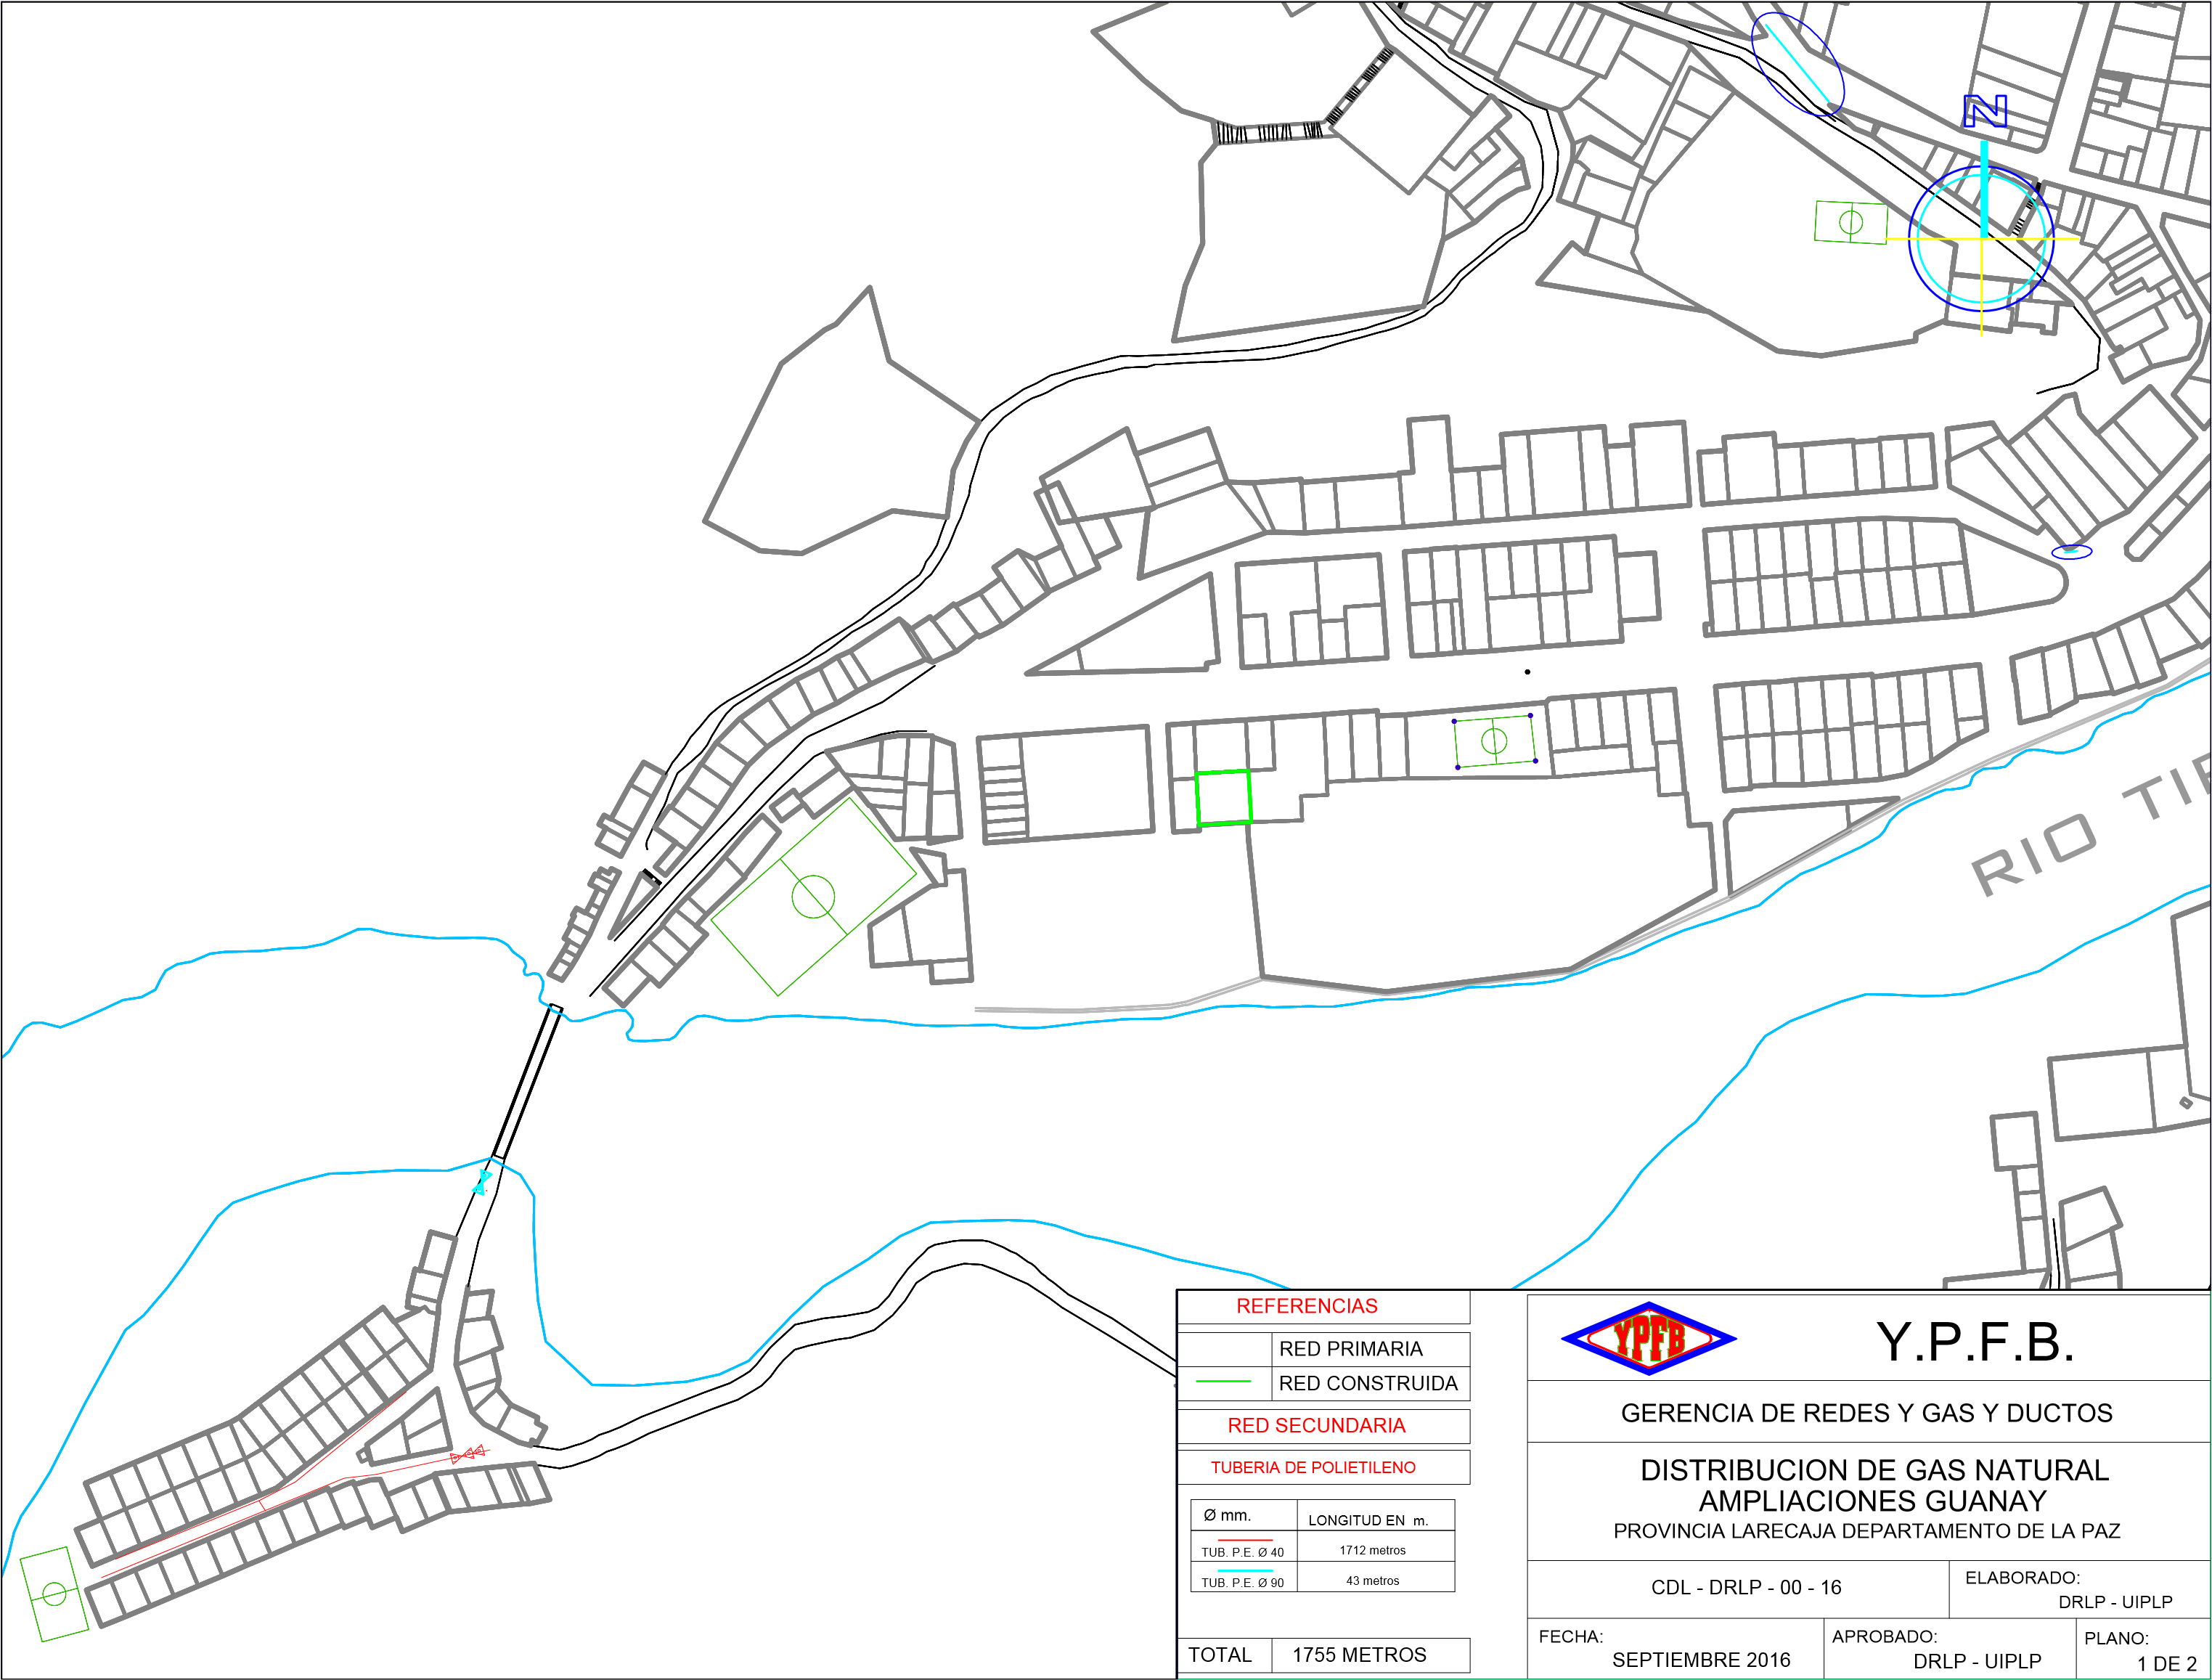 N
RIO TIP
REFERENCIAS
RED PRIMARIA
RED CONSTRUIDA
RED SECUNDARIA
TUBERIA DE POLIETILENO
Ø mm.
LONGITUD EN m.
TUB. P.E. Ø 40
1712 metros
TUB. P.E. Ø 90
43 metros
TOTAL
1755 METROS
YPFB
Y.P.F.B.
GERENCIA DE REDES Y GAS Y DUCTOS
DISTRIBUCION DE GAS NATURAL
AMPLIACIONES GUANAY
PROVINCIA LARECAJA DEPARTAMENTO DE LA PAZ
CDL - DRLP - 00 - 16
ELABORADO:
DRLP - UIPLP
FECHA:
SEPTIEMBRE 2016
APROBADO:
DRLP - UIPLP
PLANO:
1 DE 2